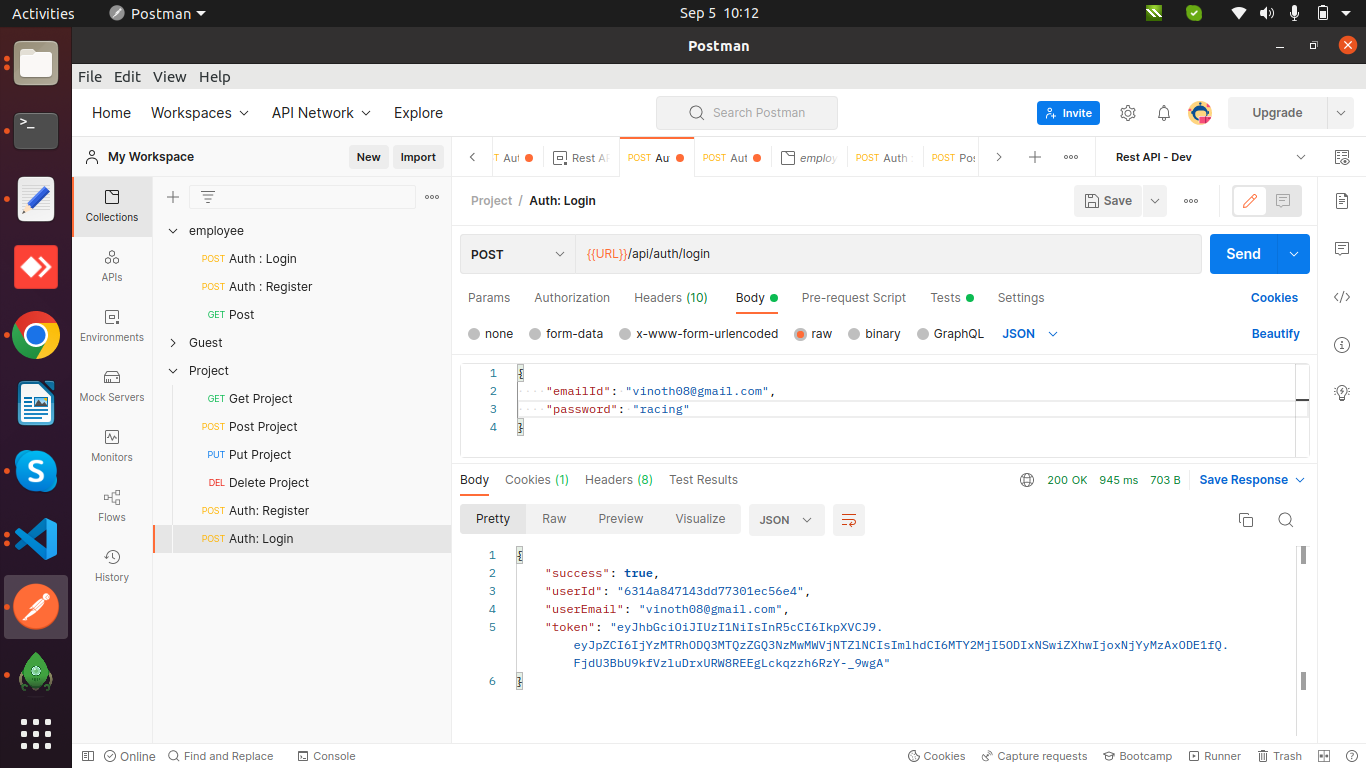 Activities Postman Sep 5 10:12
Postman
File Edit View Help
Home Workspaces API Network Explore Search Postman Invite Upgrade
My Workspace New Import
Aut Rest AP POST Au POST Aut employ POST Auth POST Pos Rest API - Dev
Collections
APIs
Environments
Mock Servers
Monitors
Flows
History
employee
POST Auth : Login
POST Auth : Register
GET Post
Guest
Project
GET Get Project
POST Post Project
PUT Put Project
DEL Delete Project
POST Auth: Register
POST Auth: Login
Project / Auth: Login Save
POST {{URL}}/api/auth/login Send
Params Authorization Headers (10) Body Pre-request Script Tests Settings Cookies
none form-data x-www-form-urlencoded raw binary GraphQL JSON Beautify
1 {
2 "emailId": "vinoth08@gmail.com",
3 "password": "racing"
4 }
Body Cookies (1) Headers (8) Test Results 200 OK 945 ms 703 B Save Response
Pretty Raw Preview Visualize JSON
1 {
2 "success": true,
3 "userId": "6314a847143dd77301ec56e4",
4 "userEmail": "vinoth08@gmail.com",
5 "token": "eyJhbGciOiJIUzI1NiIsInR5cCI6IkpXVCJ9.
eyJpZCI6IjYzMTRhODQ3MTQzZGQ3NzMwMWVjNTZlNCIsImlhdCI6MTY2MjI5ODIxNSwiZXhwIjoxNjYyMzAxODE1fQ.
FjdU3BbU9kfVzluDrxURW8REEgLckqzzh6RzY-_9wgA"
6 }
Online Find and Replace Console Cookies Capture requests Bootcamp Runner Trash